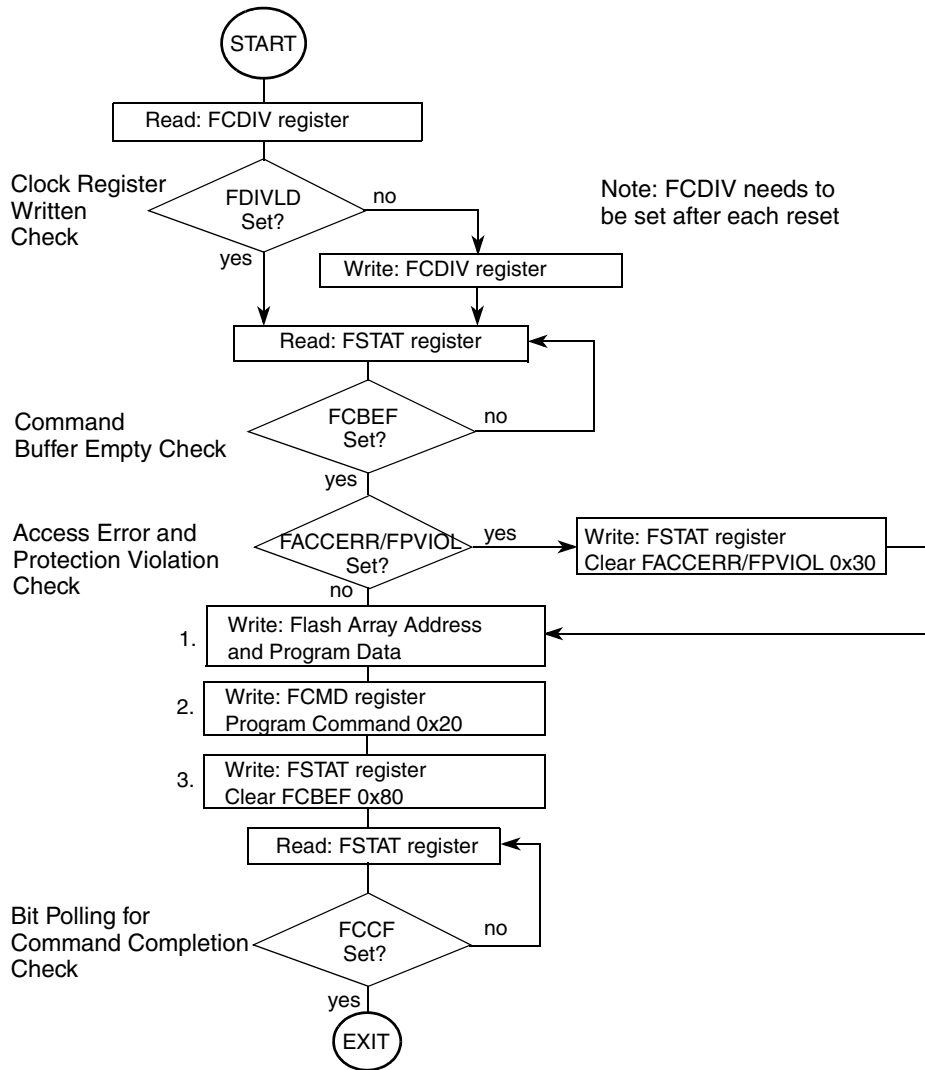 START
Read: FCDIV register
Clock Register
Written
Check
FDIVLD
Set?
no
yes
Note: FCDIV needs to
be set after each reset
Write: FCDIV register
Read: FSTAT register
Command
Buffer Empty Check
FCBEF
Set?
no
yes
Access Error and
Protection Violation
Check
FACCERR/FPVIOL
Set?
yes
no
Write: FSTAT register
Clear FACCERR/FPVIOL 0x30
1.
Write: Flash Array Address
and Program Data
2.
Write: FCMD register
Program Command 0x20
3.
Write: FSTAT register
Clear FCBEF 0x80
Read: FSTAT register
Bit Polling for
Command Completion
Check
FCCF
Set?
no
yes
EXIT